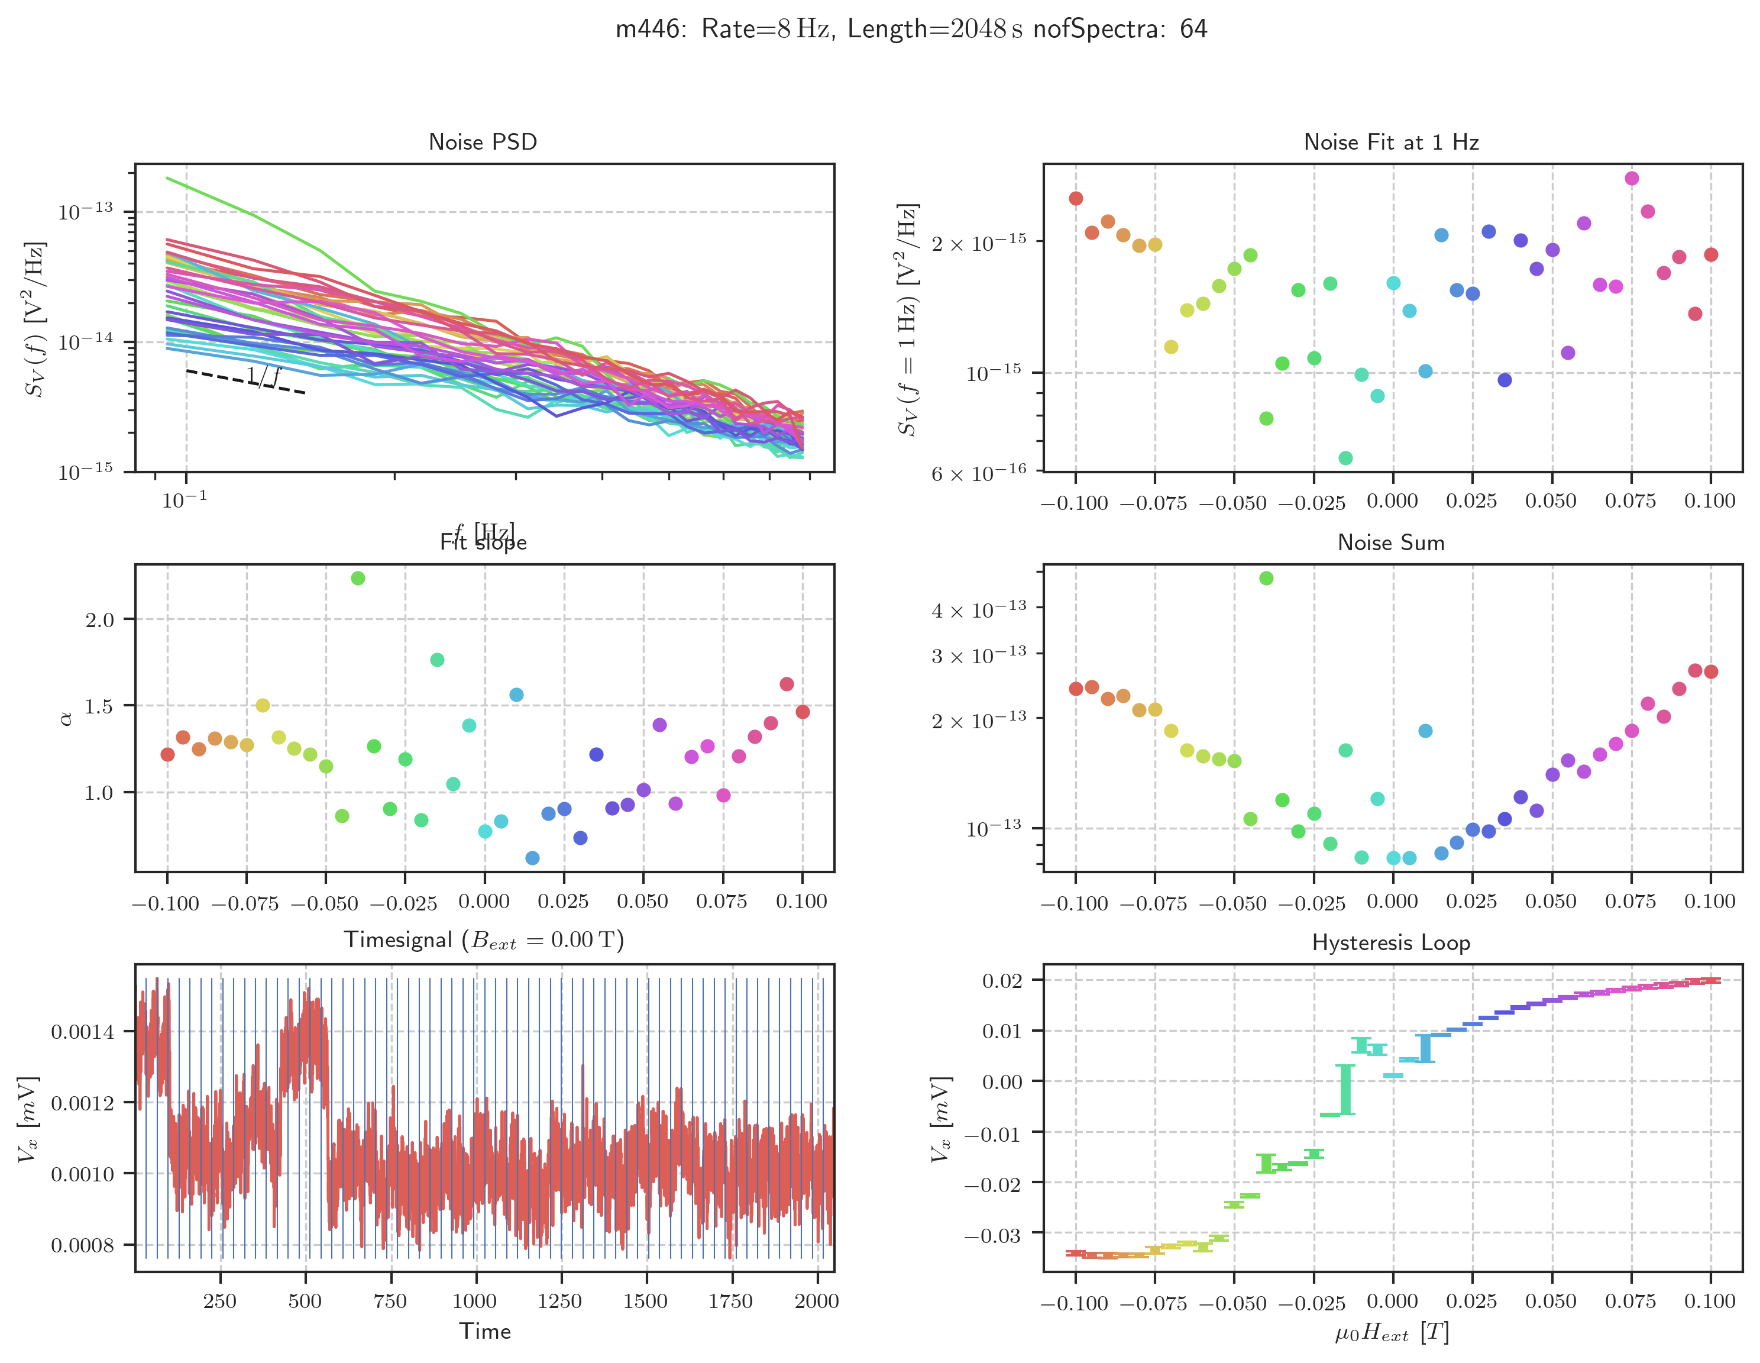 m446: Rate=8 Hz, Length=2048 s nofSpectra: 64
Noise PSD
S_V(f) [V²/Hz]
10⁻¹³
10⁻¹⁴
10⁻¹⁵
1/f
10⁻¹
f [Hz]
Noise Fit at 1 Hz
S_V(f = 1 Hz) [V²/Hz]
2 × 10⁻¹⁵
10⁻¹⁵
6 × 10⁻¹⁶
−0.100 −0.075 −0.050 −0.025 0.000 0.025 0.050 0.075 0.100
Fit slope
α
2.0
1.5
1.0
−0.100 −0.075 −0.050 −0.025 0.000 0.025 0.050 0.075 0.100
Noise Sum
4 × 10⁻¹³
3 × 10⁻¹³
2 × 10⁻¹³
10⁻¹³
−0.100 −0.075 −0.050 −0.025 0.000 0.025 0.050 0.075 0.100
Timesignal (B_ext = 0.00 T)
V_x [mV]
0.0014
0.0012
0.0010
0.0008
250 500 750 1000 1250 1500 1750 2000
Time
Hysteresis Loop
V_x [mV]
0.02
0.01
0.00
−0.01
−0.02
−0.03
−0.100 −0.075 −0.050 −0.025 0.000 0.025 0.050 0.075 0.100
μ₀H_ext [T]